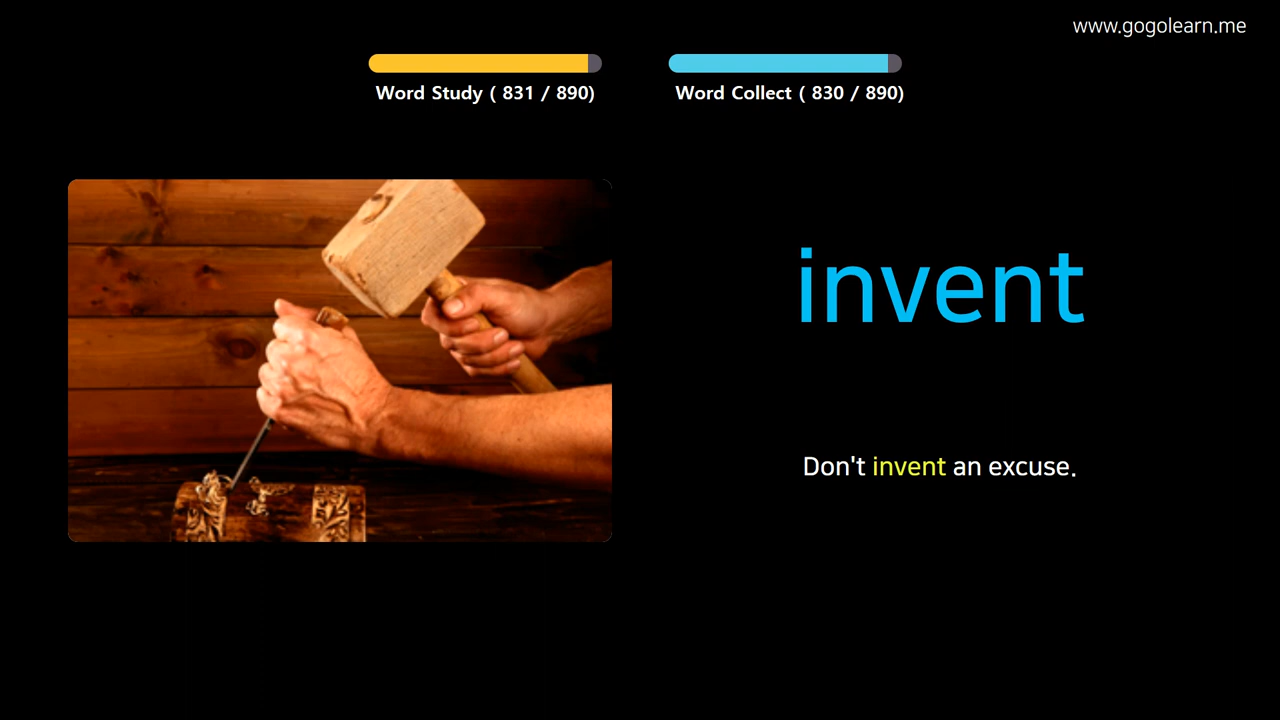 www.gogolearn.me
Word Study ( 831 / 890)
Word Collect ( 830 / 890)
invent
Don't invent an excuse.